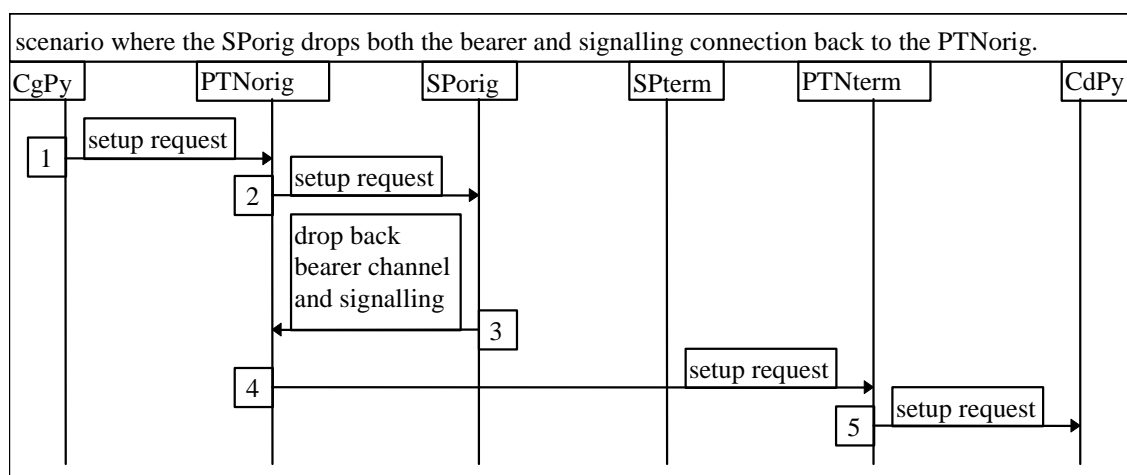 scenario where the SPorig drops both the bearer and signalling connection back to the PTNorig.
CgPy PTNorig SPorig SPterm PTNterm CdPy
1 setup request
2 setup request
drop back
bearer channel
and signalling
3
4 setup request
5 setup request